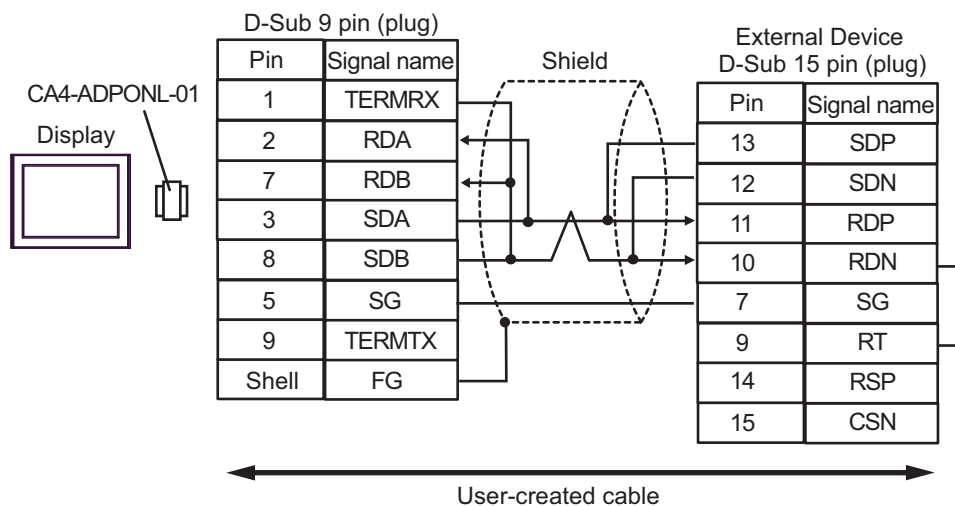 D-Sub 9 pin (plug)
Pin Signal name
1 TERMRX
2 RDA
7 RDB
3 SDA
8 SDB
5 SG
9 TERMTX
Shell FG
CA4-ADPONL-01
Display
Shield
External Device
D-Sub 15 pin (plug)
Pin Signal name
13 SDP
12 SDN
11 RDP
10 RDN
7 SG
9 RT
14 RSP
15 CSN
User-created cable